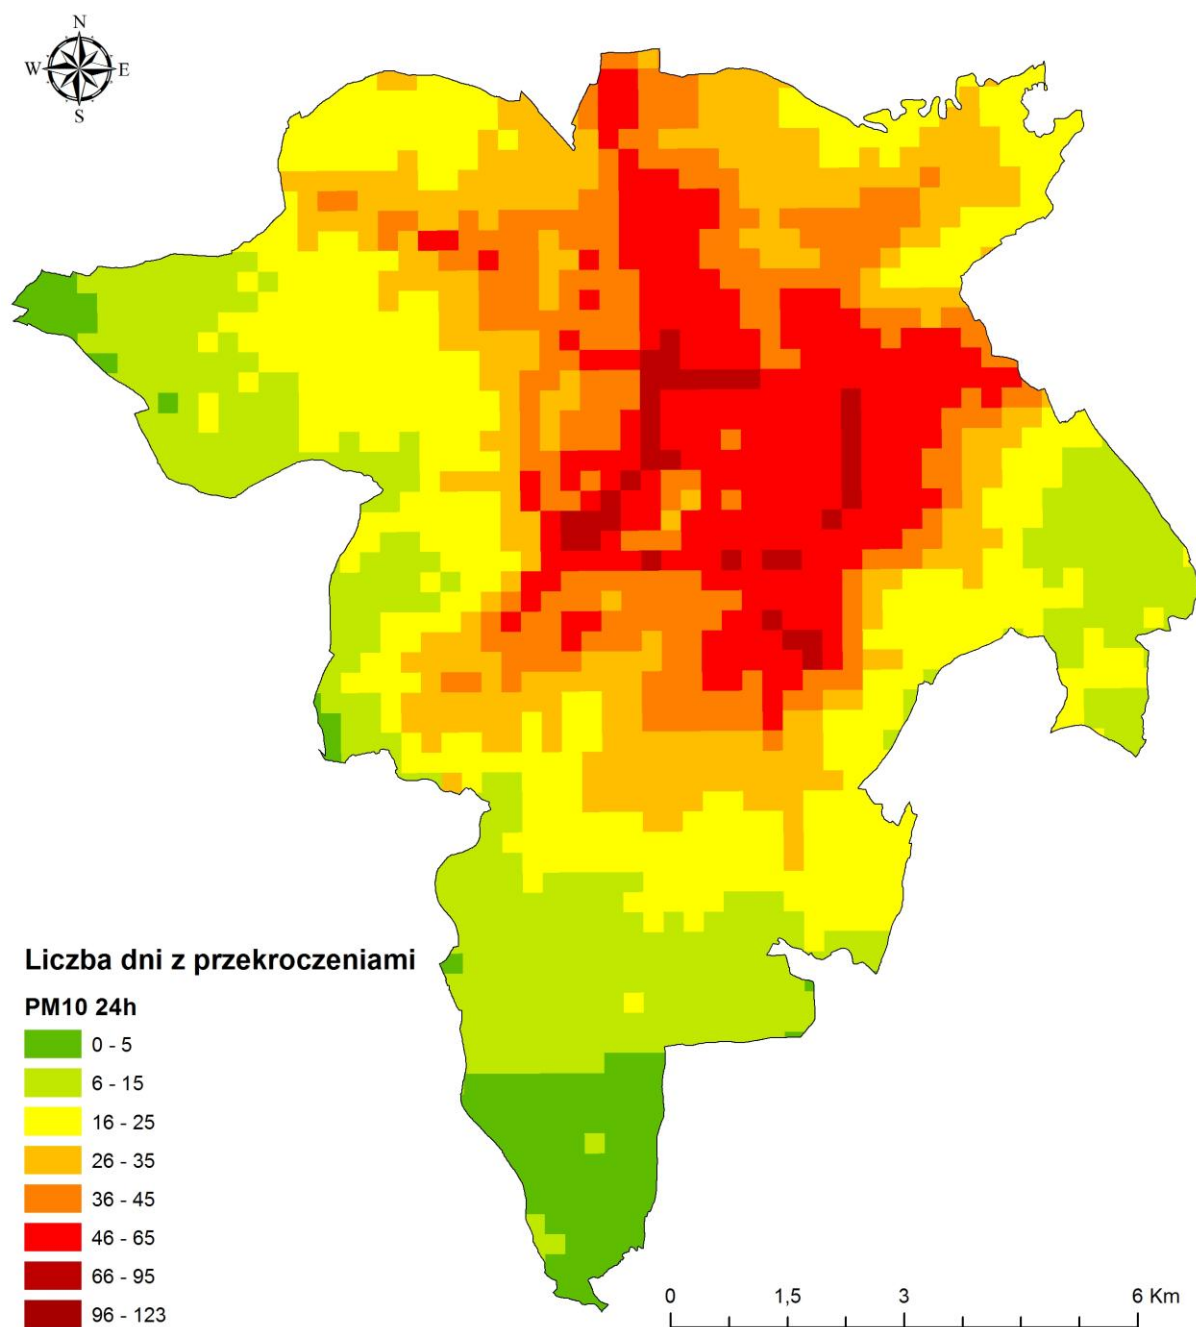 N
W E
S
Liczba dni z przekroczeniami
PM10 24h
0 - 5
6 - 15
16 - 25
26 - 35
36 - 45
46 - 65
66 - 95
96 - 123
0 1,5 3 6 Km